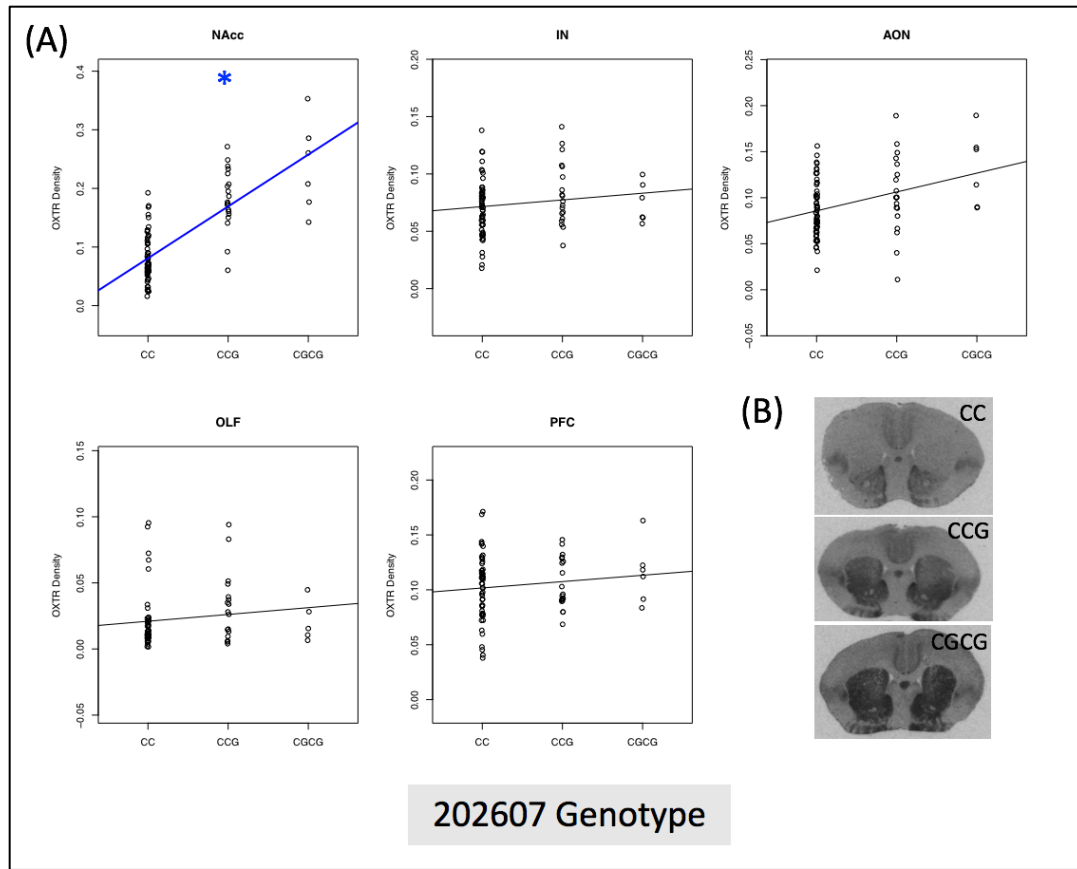 (A)
NAcc
*
OXTR Density
0.4
0.3
0.2
0.1
0.0
CC
CCG
CGCG
IN
OXTR Density
0.20
0.15
0.10
0.05
0.00
CC
CCG
CGCG
AON
OXTR Density
0.25
0.20
0.15
0.10
0.05
0.00
−0.05
CC
CCG
CGCG
OLF
OXTR Density
0.15
0.10
0.05
0.00
−0.05
CC
CCG
CGCG
PFC
OXTR Density
0.20
0.15
0.10
0.05
0.00
CC
CCG
CGCG
(B)
CC
CCG
CGCG
202607 Genotype